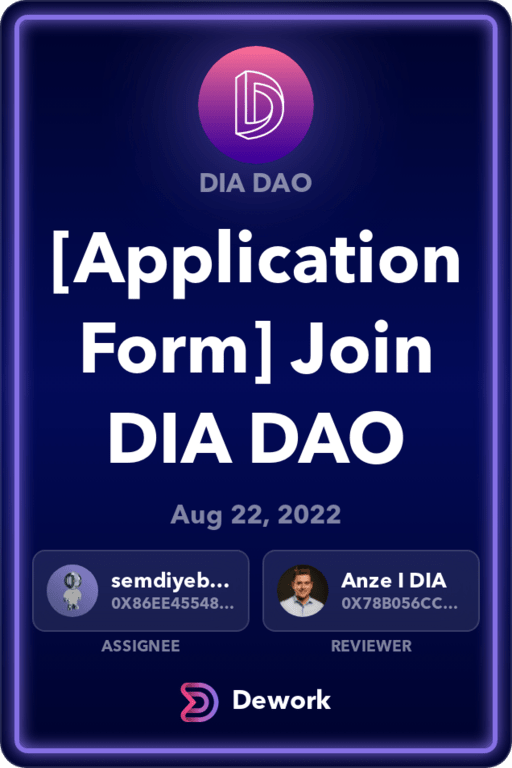 DIA DAO
[Application
Form] Join
DIA DAO
Aug 22, 2022
semdiyeb...
0X86EE45548...
ASSIGNEE
Anze I DIA
0X78B056CC...
REVIEWER
Dework